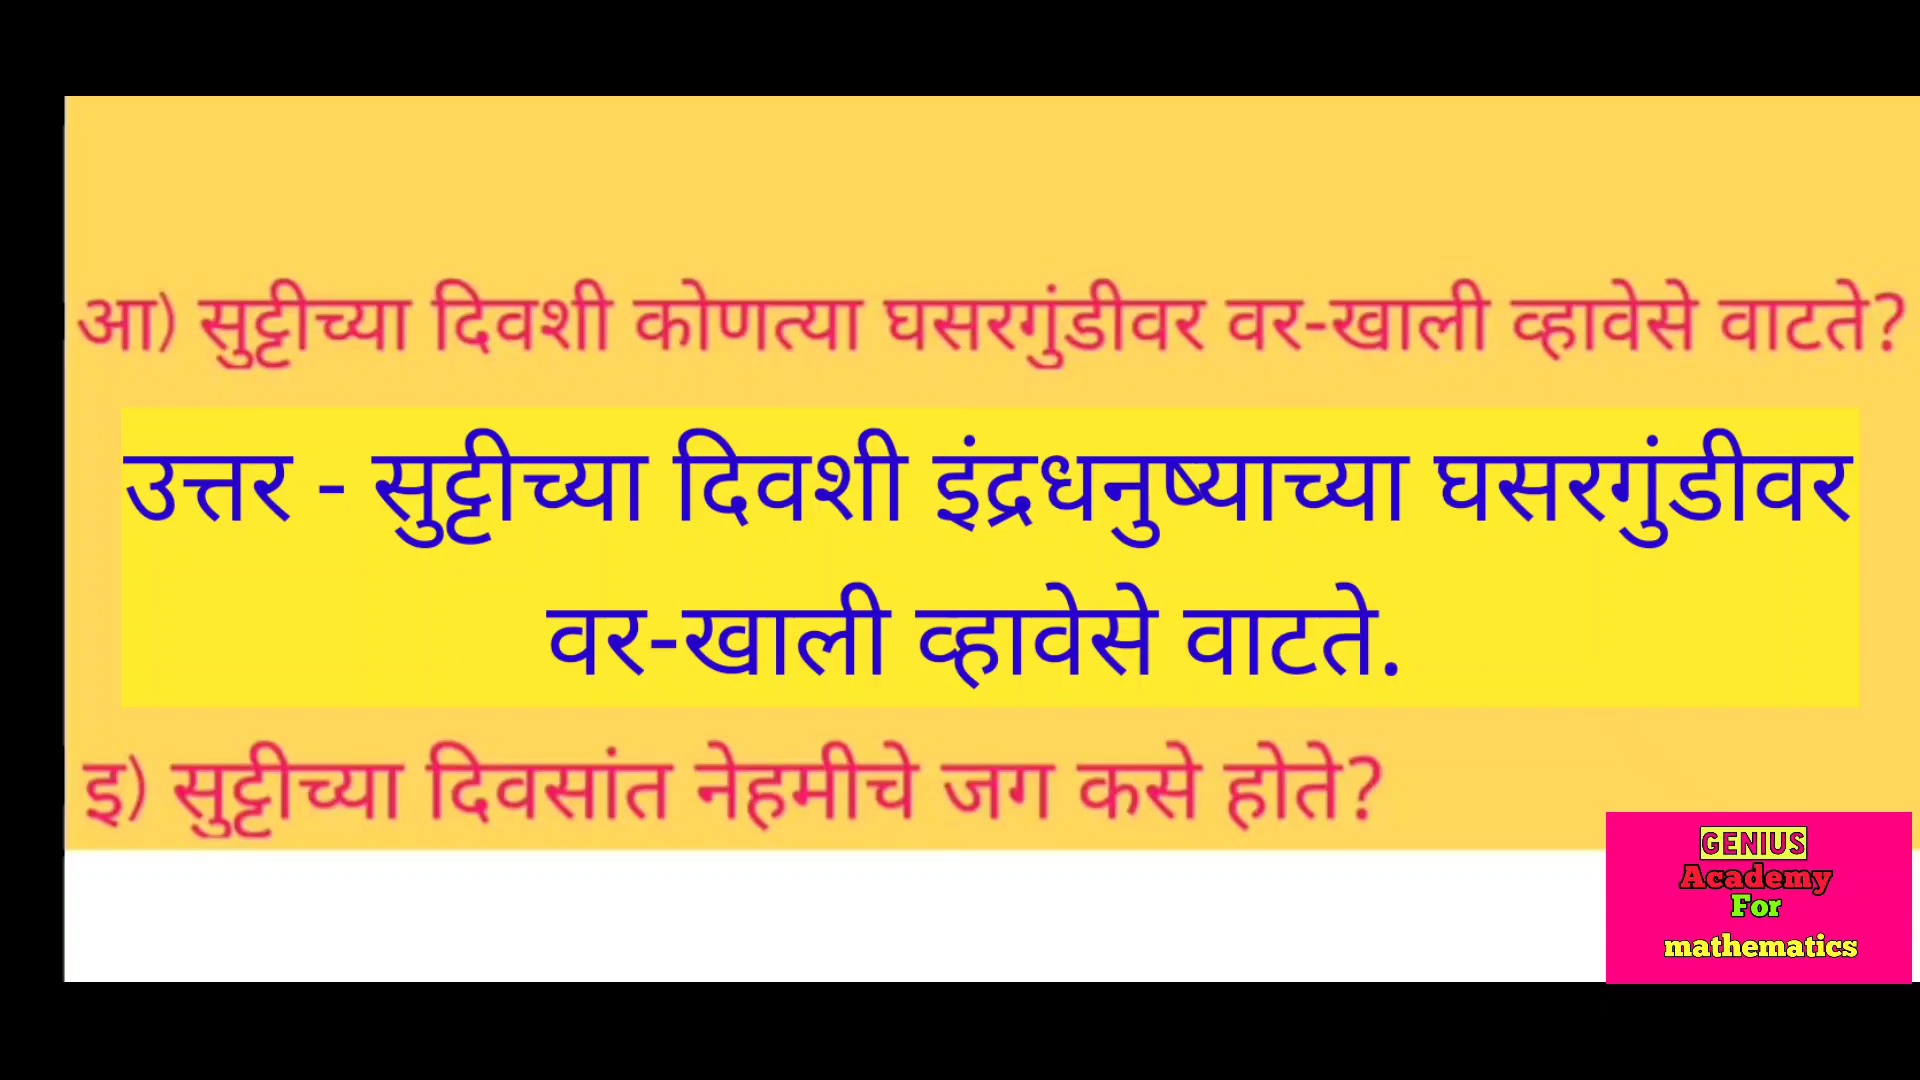 आ) सुट्टीच्या दिवशी कोणत्या घसरगुंडीवर वर-खाली व्हावेसे वाटते?
उत्तर - सुट्टीच्या दिवशी इंद्रधनुष्याच्या घसरगुंडीवर
वर-खाली व्हावेसे वाटते.
इ) सुट्टीच्या दिवसांत नेहमीचे जग कसे होते?
GENIUS
Academy
For
mathematics